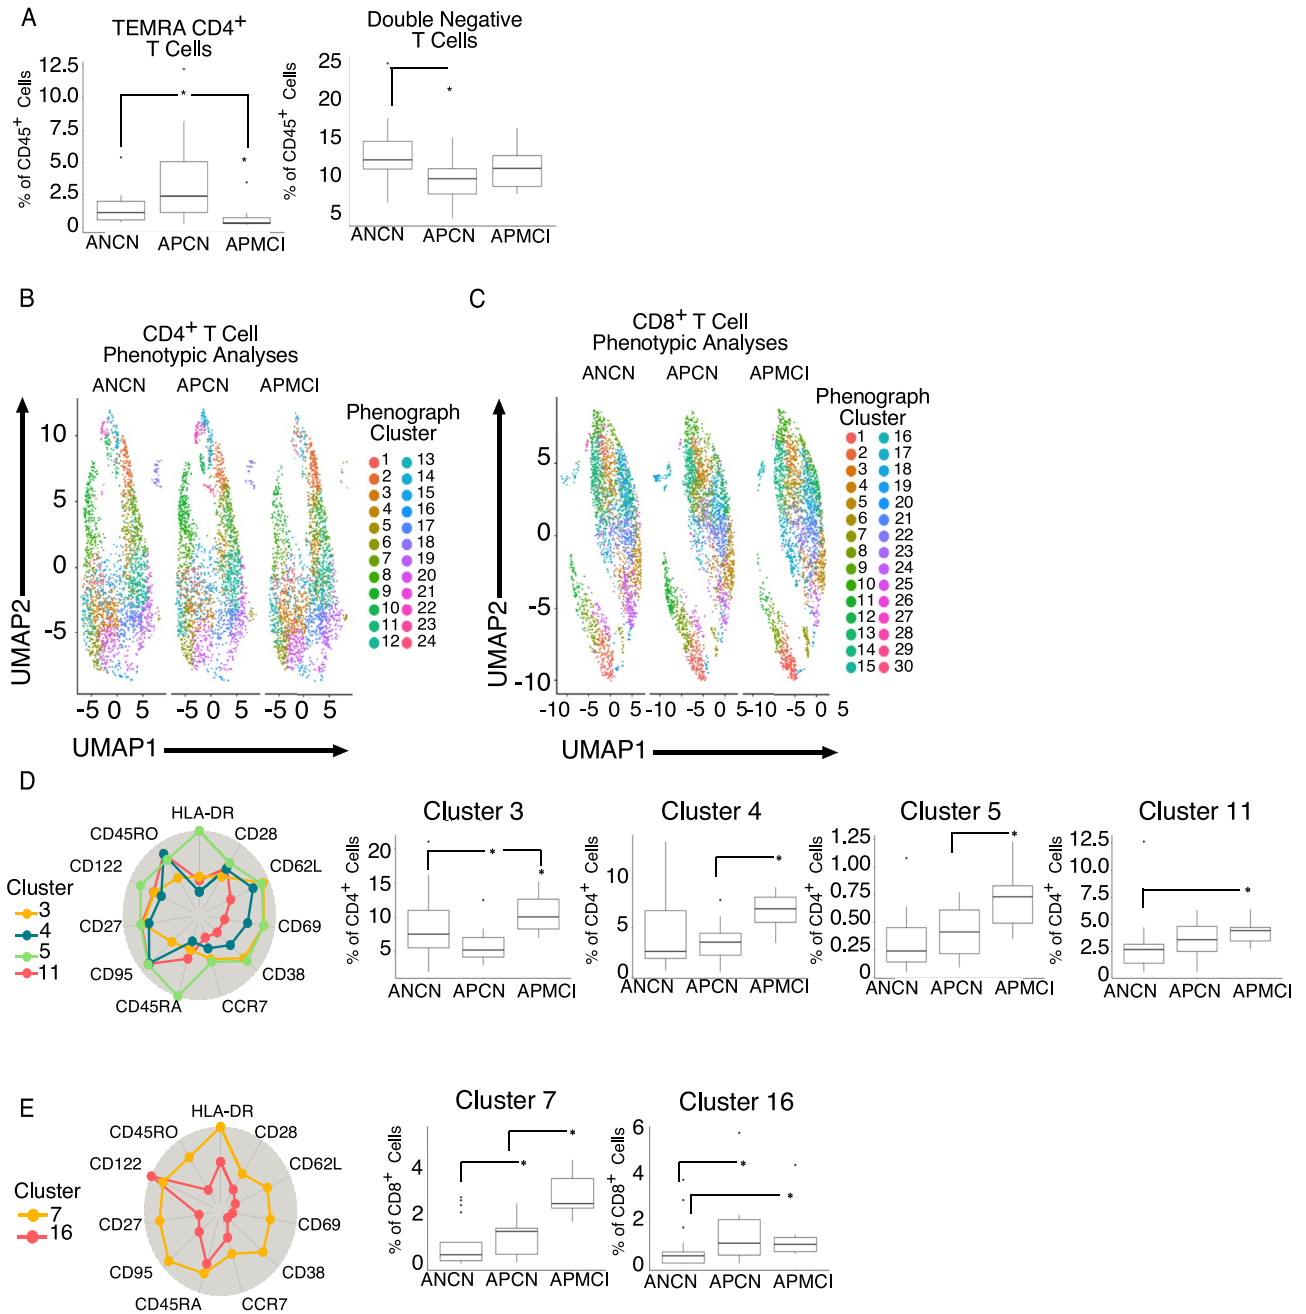 A
TEMRA CD4+
T Cells
% of CD45+ Cells
12.5
10.0
7.5
5.0
2.5
0
*
*
*
ANCN APCN APMCI
Double Negative
T Cells
% of CD45+ Cells
25
20
15
10
5
*
ANCN APCN APMCI
B
CD4+ T Cell
Phenotypic Analyses
ANCN APCN APMCI
UMAP2
10
5
0
-5
-5 0 5 -5 0 5 -5 0 5
UMAP1
Phenograph
Cluster
1 13
2 14
3 15
4 16
5 17
6 18
7 19
8 20
9 21
10 22
11 23
12 24
C
CD8+ T Cell
Phenotypic Analyses
ANCN APCN APMCI
UMAP2
5
0
-5
-10
-10 -5 0 5 -10 -5 0 5 -10 -5 0 5
UMAP1
Phenograph
Cluster
1 16
2 17
3 18
4 19
5 20
6 21
7 22
8 23
9 24
10 25
11 26
12 27
13 28
14 29
15 30
D
HLA-DR
CD28
CD62L
CD69
CD38
CCR7
CD45RA
CD95
CD27
CD122
CD45RO
Cluster
3
4
5
11
Cluster 3
% of CD4+ Cells
20
15
10
5
*
*
ANCN APCN APMCI
Cluster 4
% of CD4+ Cells
10
5
0
*
ANCN APCN APMCI
Cluster 5
% of CD4+ Cells
1.25
1.00
0.75
0.50
0.25
0
*
ANCN APCN APMCI
Cluster 11
% of CD4+ Cells
12.5
10.0
7.5
5.0
2.5
0
*
ANCN APCN APMCI
E
HLA-DR
CD28
CD62L
CD69
CD38
CCR7
CD45RA
CD95
CD27
CD122
CD45RO
Cluster
7
16
Cluster 7
% of CD8+ Cells
4
2
0
*
*
ANCN APCN APMCI
Cluster 16
% of CD8+ Cells
6
4
2
0
*
*
ANCN APCN APMCI